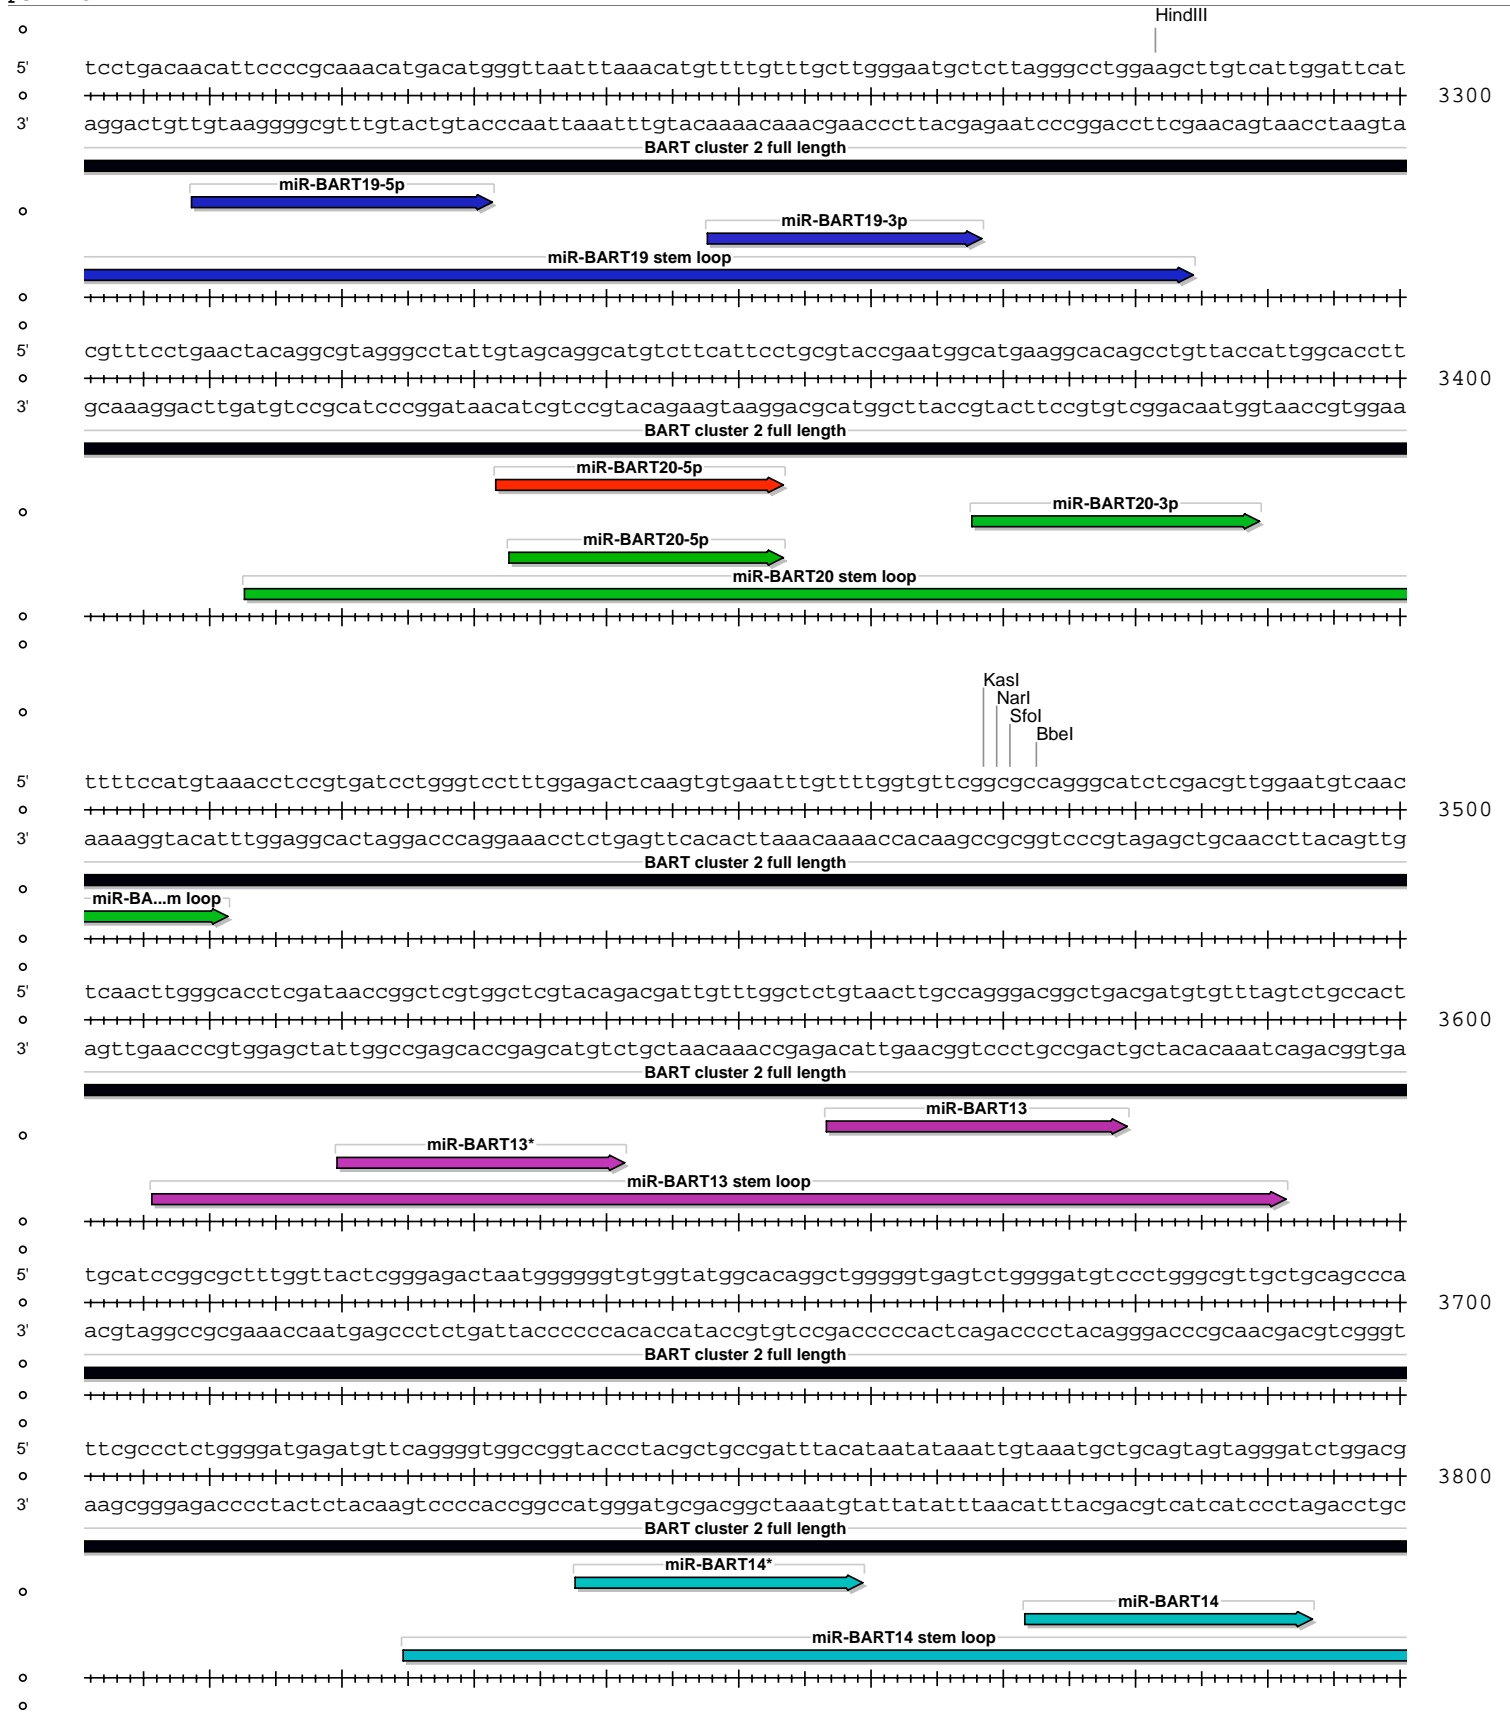 HindIII
5' tcctgacaacattccccgcaaacatgacatgggttaatttaaacatgttttgtttgcttgggaatgctcttagggcctggaagcttgtcattggattcat
3300
3' aggactgttgtaaggggcgtttgtactgtacccaattaaatttgtacaaaacaaacgaacccttacgagaatcccggaccttcgaacagtaacctaagta
BART cluster 2 full length
miR-BART19-5p
miR-BART19-3p
miR-BART19 stem loop
5' cgtttcctgaactacaggcgtagggcctattgtagcaggcatgtcttcattcctgcgtaccgaatggcatgaaggcacagcctgttaccattggcacctt
3400
3' gcaaaggacttgatgtccgcatcccggataacatcgtccgtacagaagtaaggacgcatggcttaccgtacttccgtgtcggacaatggtaaccgtggaa
BART cluster 2 full length
miR-BART20-5p
miR-BART20-3p
miR-BART20-5p
miR-BART20 stem loop
KasI
NarI
SfoI
BbeI
5' ttttccatgtaaacctccgtgatcctgggtcctttggagactcaagtgtgaatttgttttggtgttcggcgccagggcatctcgacgttggaatgtcaac
3500
3' aaaaggtacatttggaggcactaggacccaggaaacctctgagttcacacttaaacaaaaccacaagccgcggtcccgtagagctgcaaccttacagttg
BART cluster 2 full length
miR-BA...m loop
5' tcaacttgggcacctcgataaccggctcgtggctcgtacagacgattgtttggctctgtaacttgccagggacggctgacgatgtgtttagtctgccact
3600
3' agttgaacccgtggagctattggccgagcaccgagcatgtctgctaacaaaccgagacattgaacggtccctgccgactgctacacaaatcagacggtga
BART cluster 2 full length
miR-BART13
miR-BART13*
miR-BART13 stem loop
5' tgcatccggcgctttggttactcgggagactaatggggggtgtggtatggcacaggctgggggtgagtctggggatgtccctgggcgttgctgcagccca
3700
3' acgtaggccgcgaaaccaatgagccctctgattaccccccacaccataccgtgtccgacccccactcagacccctacagggacccgcaacgacgtcgggt
BART cluster 2 full length
5' ttcgccctctggggatgagatgttcaggggtggccggtaccctacgctgccgatttacataatataaattgtaaatgctgcagtagtagggatctggacg
3800
3' aagcgggagacccctactctacaagtccccaccggccatgggatgcgacggctaaatgtattatatttaacatttacgacgtcatcatccctagacctgc
BART cluster 2 full length
miR-BART14*
miR-BART14
miR-BART14 stem loop